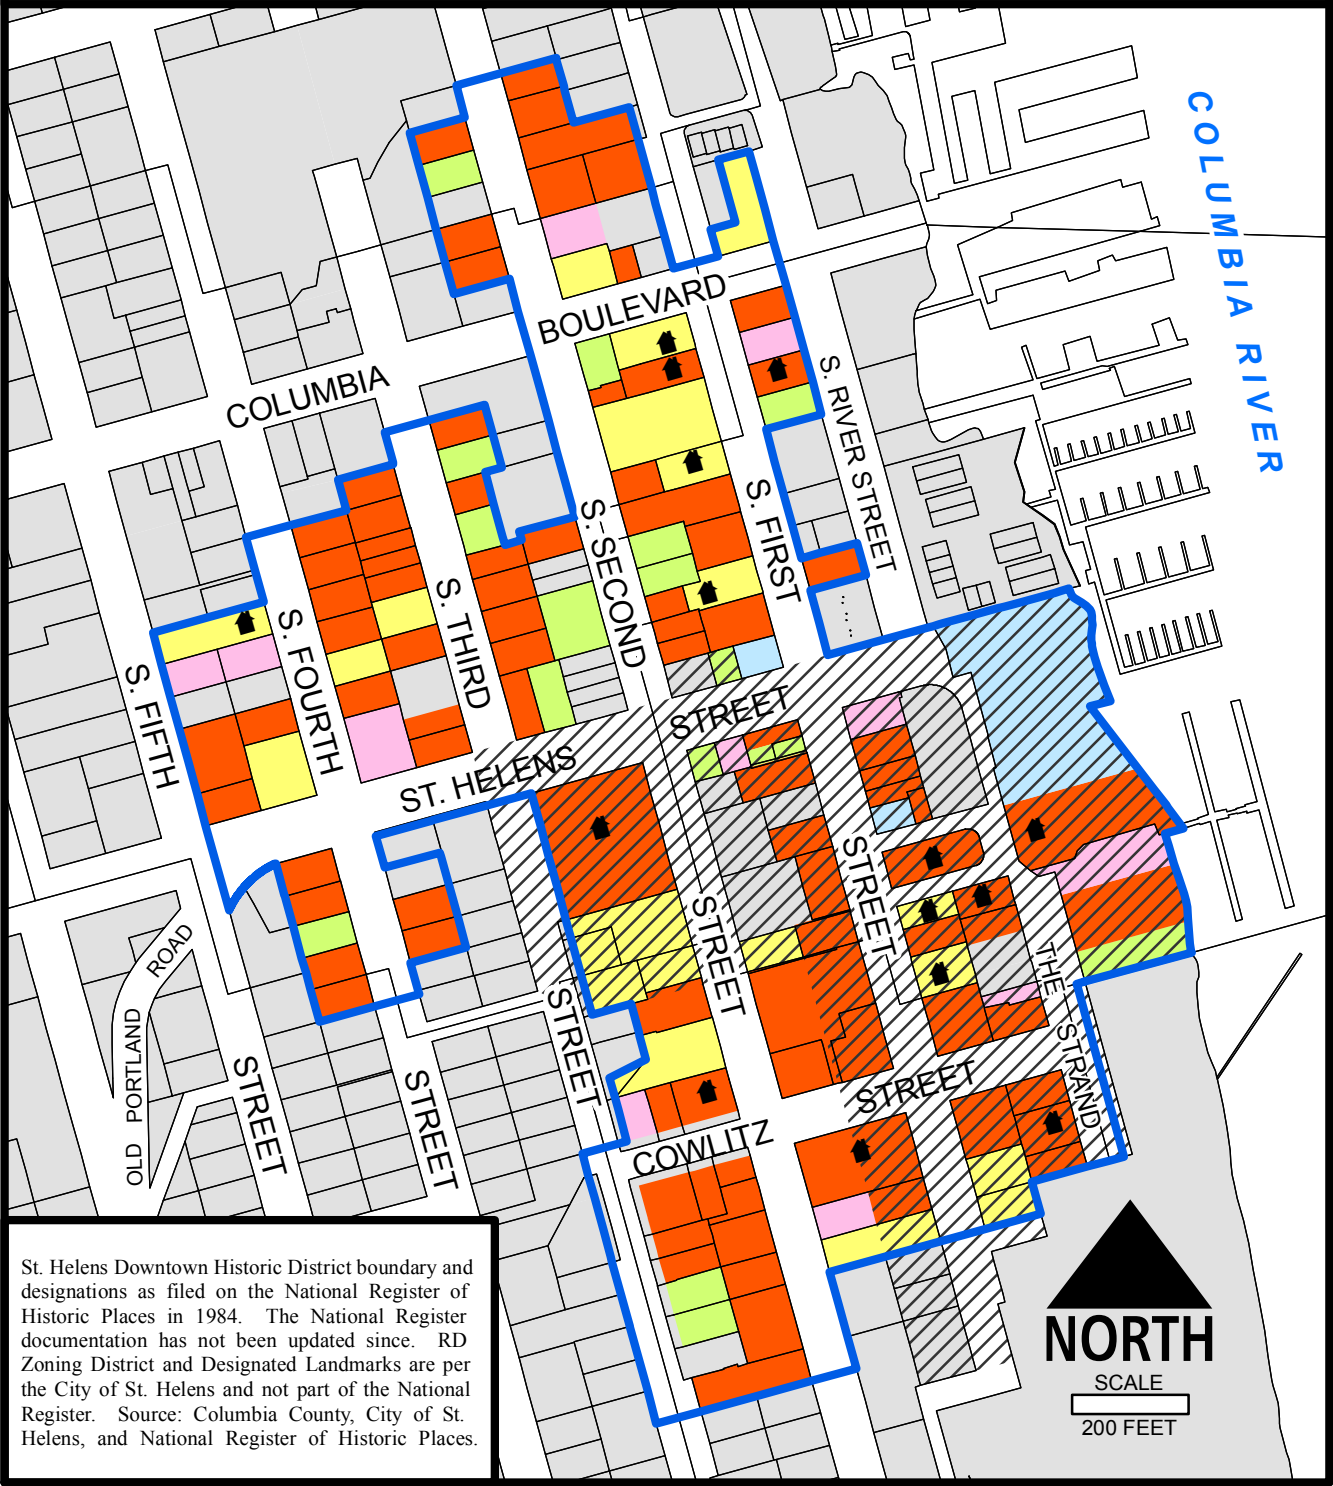 COLUMBIA RIVER
BOULEVARD
COLUMBIA
S. RIVER STREET
S. FIRST
S. SECOND
S. THIRD
S. FOURTH
S. FIFTH
STREET
ST. HELENS
STREET
STREET
STREET
THE STRAND
STREET
STREET
COWLITZ
ROAD
OLD PORTLAND
STREET
STREET
St. Helens Downtown Historic District boundary and
designations as filed on the National Register of
Historic Places in 1984. The National Register
documentation has not been updated since. RD
Zoning District and Designated Landmarks are per
the City of St. Helens and not part of the National
Register. Source: Columbia County, City of St.
Helens, and National Register of Historic Places.
NORTH
SCALE
200 FEET